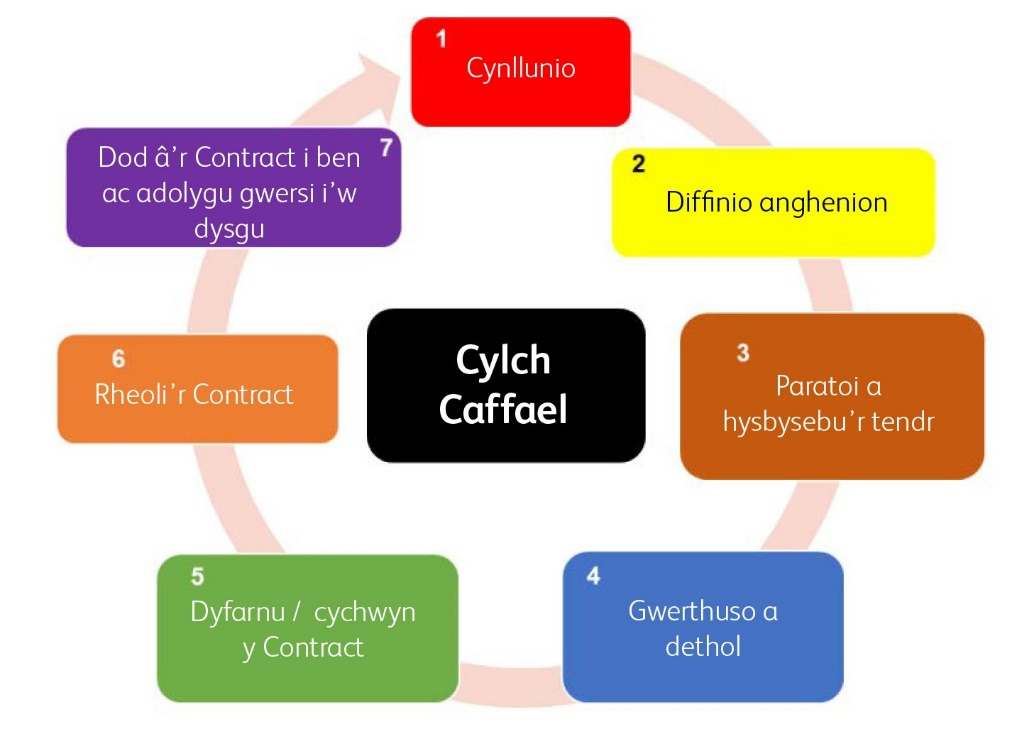 1
Cynllunio
2
Diffinio anghenion
3
Paratoi a
hysbysebu’r tendr
4
Gwerthuso a
dethol
5
Dyfarnu / cychwyn
y Contract
6
Rheoli’r Contract
7
Dod â’r Contract i ben
ac adolygu gwersi i’w
dysgu
Cylch
Caffael